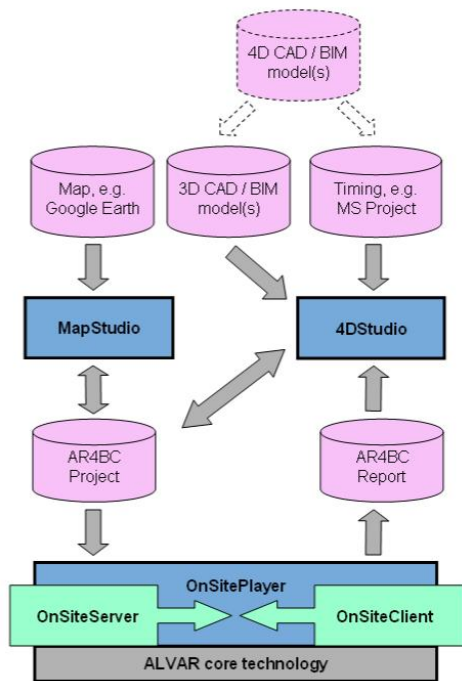 4D CAD / BIM
model(s)
Map, e.g.
Google Earth
3D CAD / BIM
model(s)
Timing, e.g.
MS Project
MapStudio
4DStudio
AR4BC
Project
AR4BC
Report
OnSitePlayer
OnSiteServer
OnSiteClient
ALVAR core technology